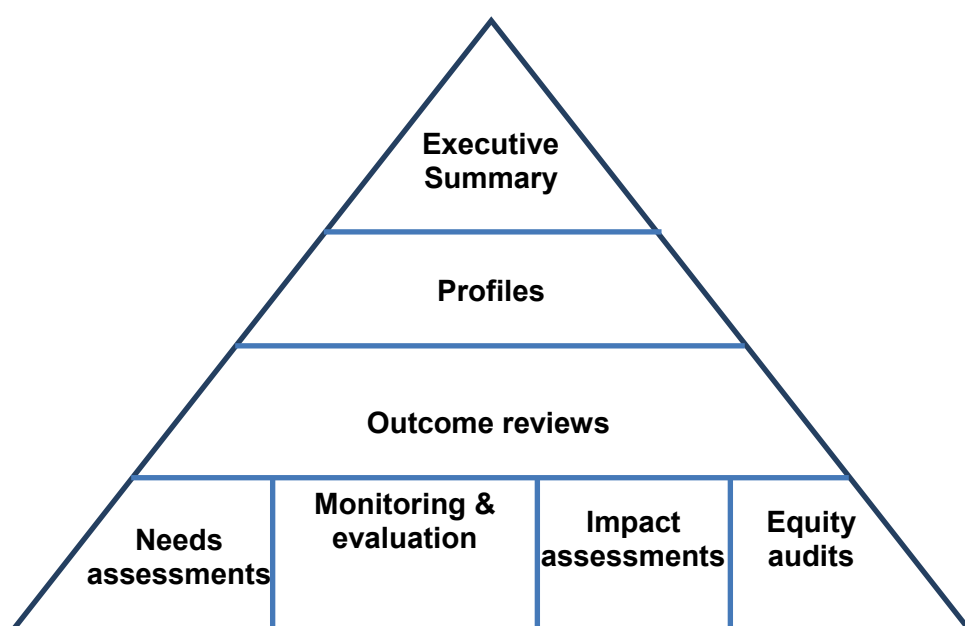 Executive
Summary
Profiles
Outcome reviews
Needs
assessments
Monitoring &
evaluation
Impact
assessments
Equity
audits